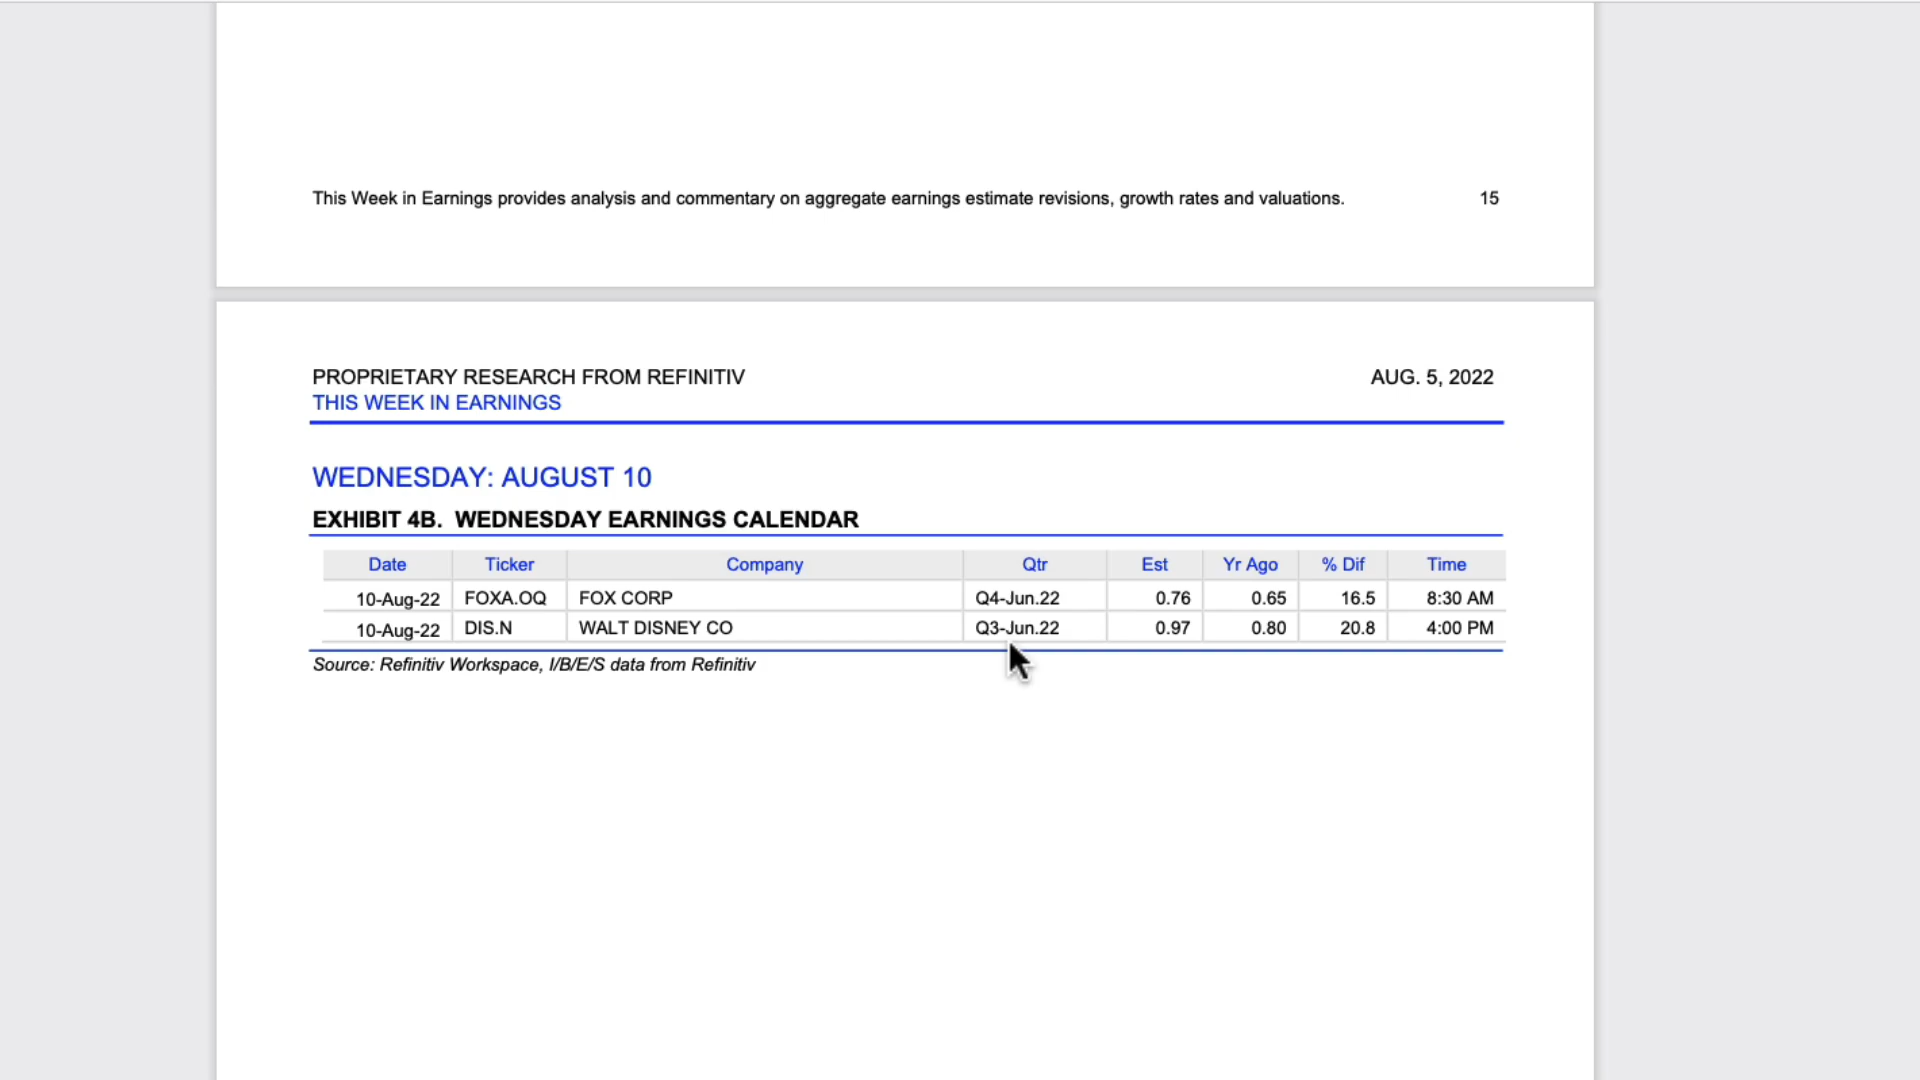 This Week in Earnings provides analysis and commentary on aggregate earnings estimate revisions, growth rates and valuations. 15
PROPRIETARY RESEARCH FROM REFINITIV AUG. 5, 2022
THIS WEEK IN EARNINGS
WEDNESDAY: AUGUST 10
EXHIBIT 4B. WEDNESDAY EARNINGS CALENDAR
Date Ticker Company Qtr Est Yr Ago % Dif Time
10-Aug-22 FOXA.OQ FOX CORP Q4-Jun.22 0.76 0.65 16.5 8:30 AM
10-Aug-22 DIS.N WALT DISNEY CO Q3-Jun.22 0.97 0.80 20.8 4:00 PM
Source: Refinitiv Workspace, I/B/E/S data from Refinitiv